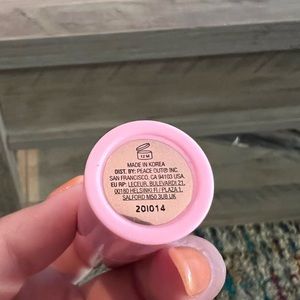 12 M
MADE IN KOREA
DIST. BY: PEACE OUT® INC.
SAN FRANCISCO, CA 94103 USA.
EU RP: LECEUR, BULEVARDI 21,
00180 HELSINKI FI / PLAZA 1,
SALFORD M50 3UB UK
201014